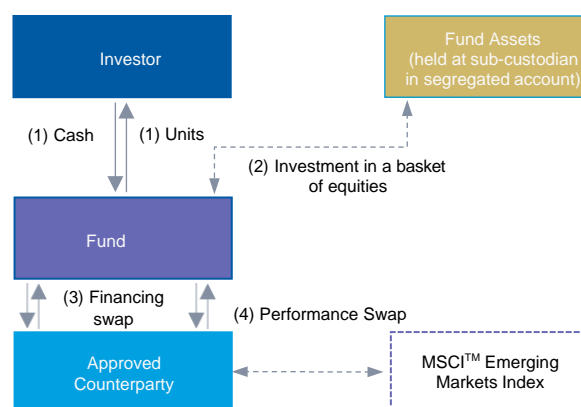 Investor
Fund Assets
(held at sub-custodian
in segregated account)
(1) Cash
(1) Units
(2) Investment in a basket
of equities
Fund
(3) Financing
swap
(4) Performance Swap
Approved
Counterparty
MSCI™ Emerging
Markets Index